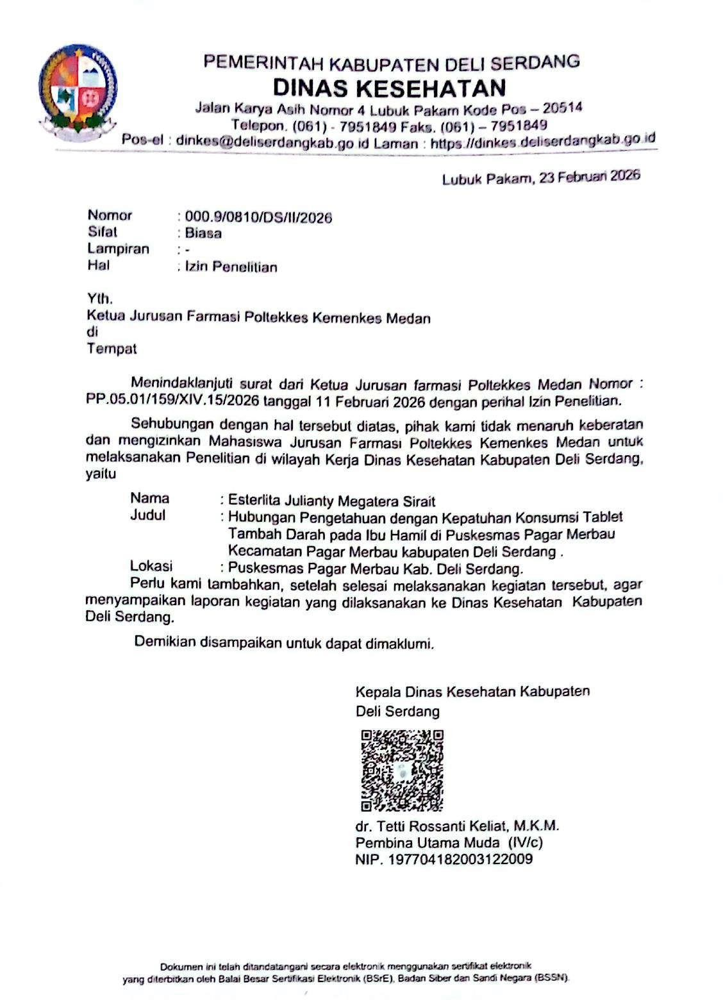 PEMERINTAH KABUPATEN DELI SERDANG
DINAS KESEHATAN
Jalan Karya Asih Nomor 4 Lubuk Pakam Kode Pos – 20514
Telepon. (061) - 7951849 Faks. (061) – 7951849
Pos-el : dinkes@deliserdangkab.go.id Laman : https://dinkes.deliserdangkab.go.id
Lubuk Pakam, 23 Februari 2026
Nomor : 000.9/0810/DS/II/2026
Sifat : Biasa
Lampiran : -
Hal : Izin Penelitian
Yth.
Ketua Jurusan Farmasi Poltekkes Kemenkes Medan
di
Tempat
Menindaklanjuti surat dari Ketua Jurusan farmasi Poltekkes Medan Nomor :
PP.05.01/159/XIV.15/2026 tanggal 11 Februari 2026 dengan perihal Izin Penelitian.
Sehubungan dengan hal tersebut diatas, pihak kami tidak menaruh keberatan
dan mengizinkan Mahasiswa Jurusan Farmasi Poltekkes Kemenkes Medan untuk
melaksanakan Penelitian di wilayah Kerja Dinas Kesehatan Kabupaten Deli Serdang,
yaitu
Nama : Esterlita Julianty Megatera Sirait
Judul : Hubungan Pengetahuan dengan Kepatuhan Konsumsi Tablet
Tambah Darah pada Ibu Hamil di Puskesmas Pagar Merbau
Kecamatan Pagar Merbau kabupaten Deli Serdang .
Lokasi : Puskesmas Pagar Merbau Kab. Deli Serdang.
Perlu kami tambahkan, setelah selesai melaksanakan kegiatan tersebut, agar
menyampaikan laporan kegiatan yang dilaksanakan ke Dinas Kesehatan Kabupaten
Deli Serdang.
Demikian disampaikan untuk dapat dimaklumi.
Kepala Dinas Kesehatan Kabupaten
Deli Serdang
dr. Tetti Rossanti Keliat, M.K.M.
Pembina Utama Muda (IV/c)
NIP. 197704182003122009
Dokumen ini telah ditandatangani secara elektronik menggunakan sertifikat elektronik
yang diterbitkan oleh Balai Besar Sertifikasi Elektronik (BSrE), Badan Siber dan Sandi Negara (BSSN).